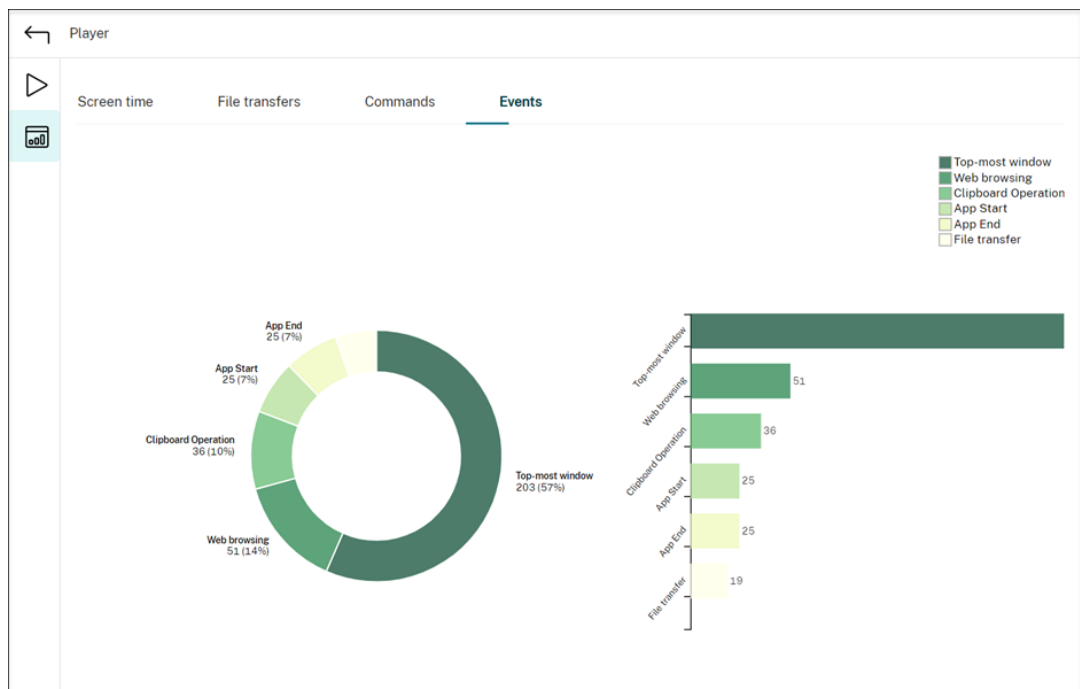 Player
Screen time
File transfers
Commands
Events
Top-most window
Web browsing
Clipboard Operation
App Start
App End
File transfer
App End
25 (7%)
App Start
25 (7%)
Clipboard Operation
36 (10%)
Web browsing
51 (14%)
Top-most window
203 (57%)
Top-most window
Web browsing
51
Clipboard Operation
36
App Start
25
App End
25
File transfer
19